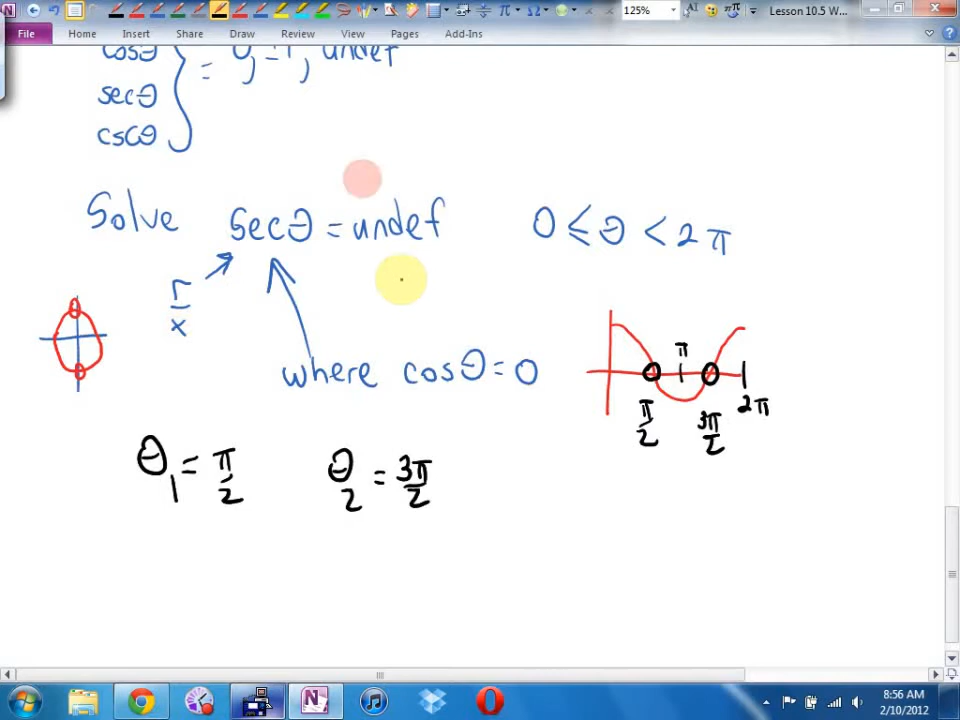 125%
Lesson 10.5 W...
File Home Insert Share Draw Review View Pages Add-Ins
cosθ
secθ
cscθ
= 0, -1, undef
Solve secθ = undef 0 ≤ θ < 2π
r/x
where cosθ = 0
π
π/2 3π/2 2π
θ1 = π/2 θ2 = 3π/2
8:56 AM
2/10/2012